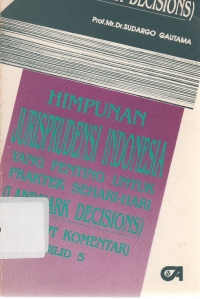 DECISIONS)
Prof.Mr.Dr.SUDARGO GAUTAMA
HIMPUNAN
JURISPRUDENSI INDONESIA
YANG PENTING UNTUK
PRAKTEK SEHARI-HARI
(LANDMARK DECISIONS)
KOMENTAR)
JILID 5